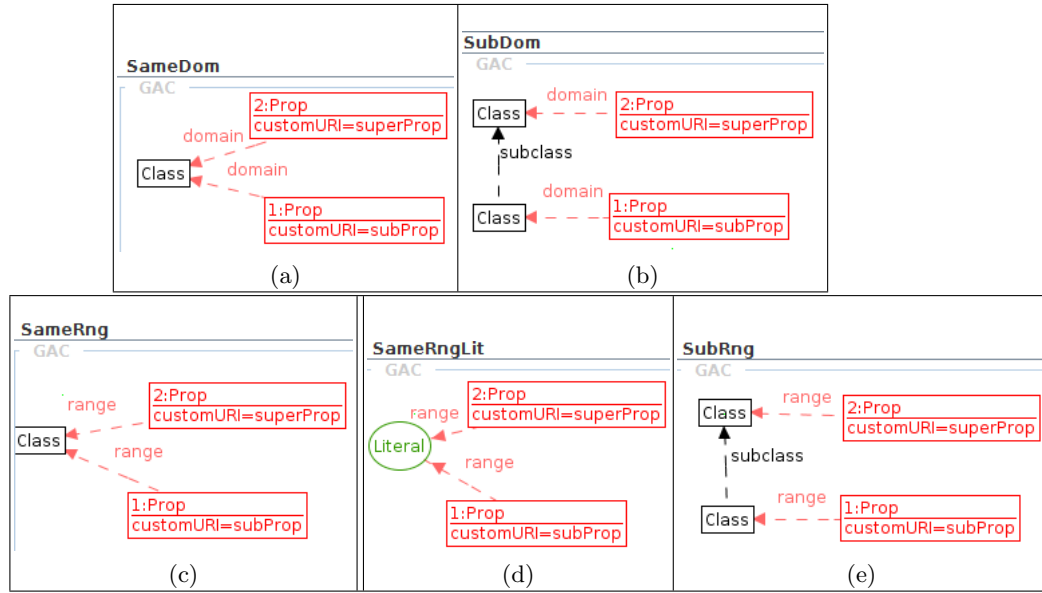 SameDom
GAC
2:Prop
customURI=superProp
domain
Class
domain
1:Prop
customURI=subProp
(a)
SubDom
GAC
Class
domain
2:Prop
customURI=superProp
subclass
domain
Class
1:Prop
customURI=subProp
(b)
SameRng
GAC
2:Prop
customURI=superProp
range
Class
range
1:Prop
customURI=subProp
(c)
SameRngLit
GAC
2:Prop
customURI=superProp
range
Literal
range
1:Prop
customURI=subProp
(d)
SubRng
GAC
Class
range
2:Prop
customURI=superProp
subclass
range
Class
1:Prop
customURI=subProp
(e)